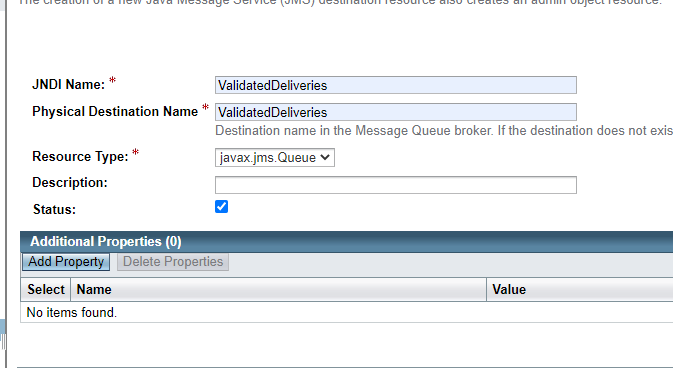 The creation of a new Java Message Service (JMS) destination resource also creates an admin object resource.
JNDI Name: * ValidatedDeliveries
Physical Destination Name * ValidatedDeliveries
Destination name in the Message Queue broker. If the destination does not exis
Resource Type: * javax.jms.Queue
Description:
Status:
Additional Properties (0)
Add Property Delete Properties
Select Name Value
No items found.